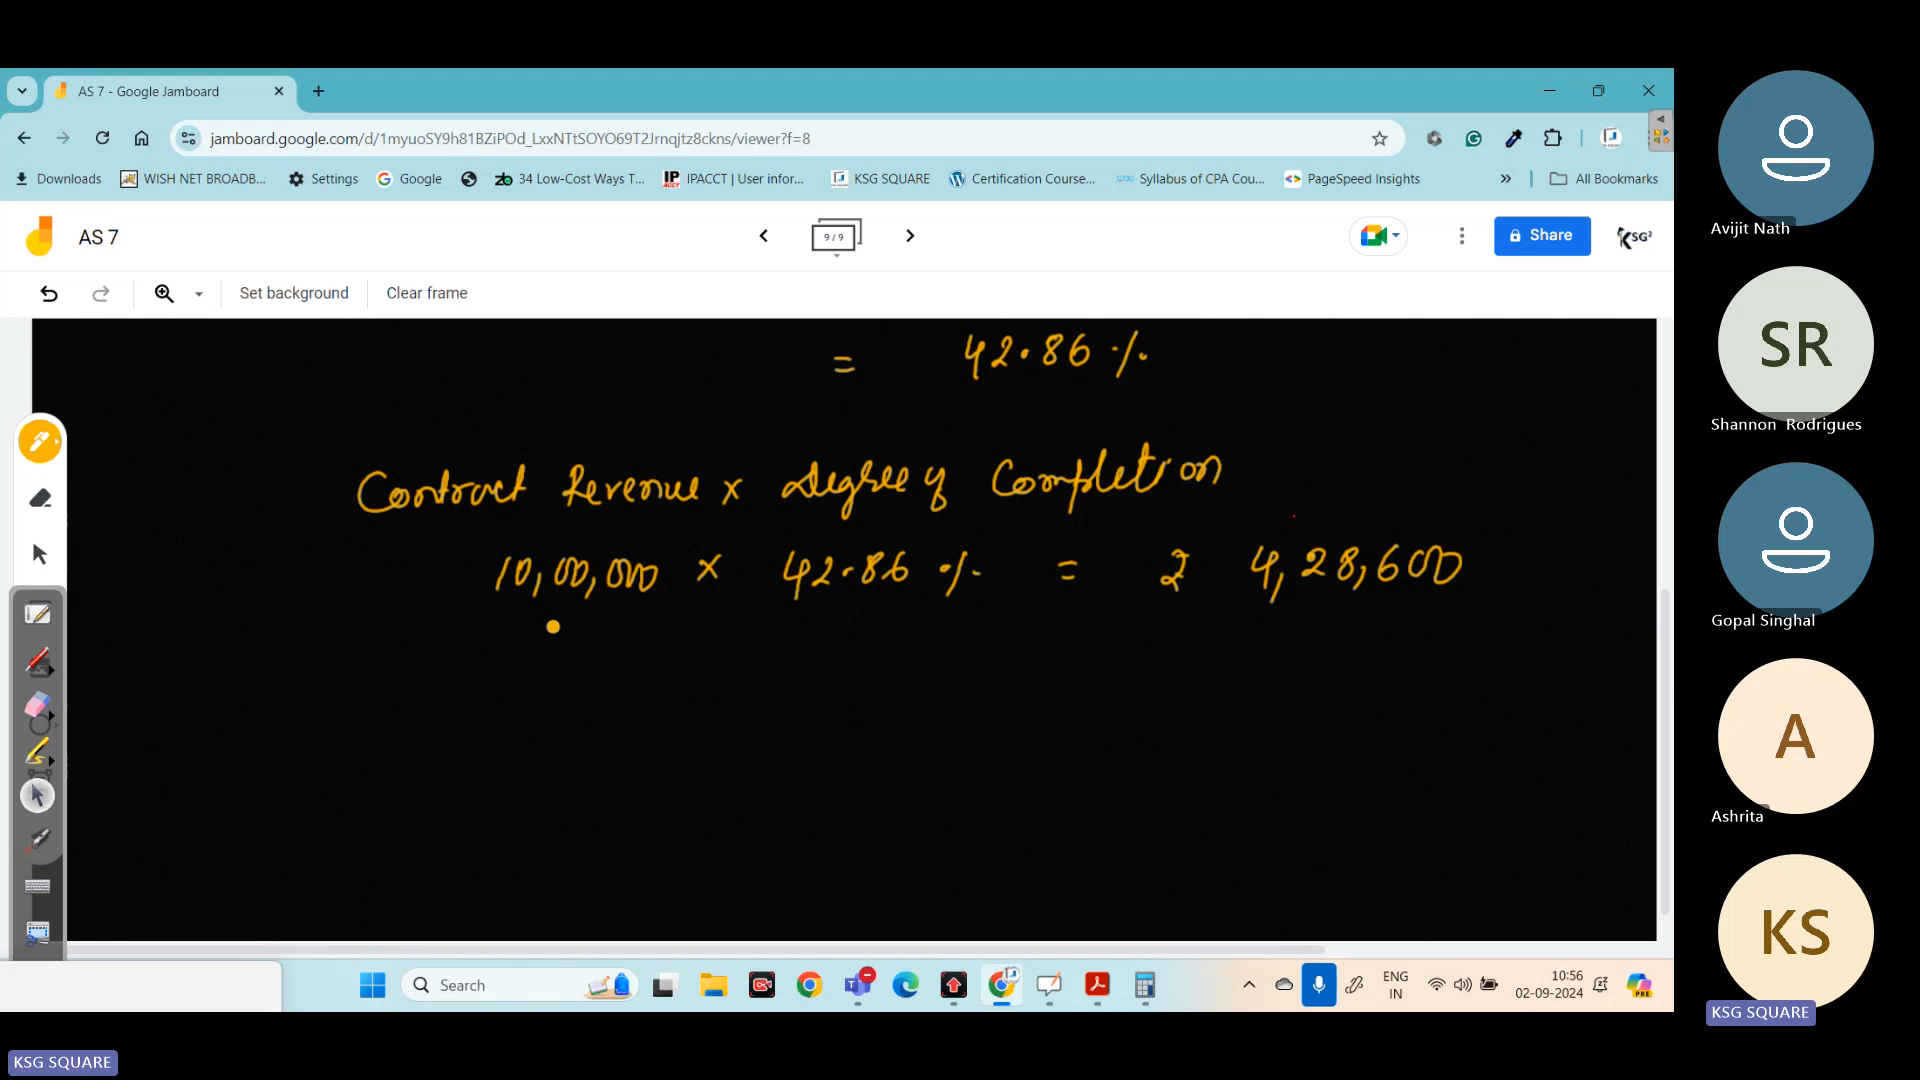 AS 7 - Google Jamboard
jamboard.google.com/d/1myuoSY9h81BZiPOd_LxxNTtSOYO69T2Jrnqjtz8ckns/viewer?f=8
Downloads WISH NET BROADB... Settings Google 34 Low-Cost Ways T... IPACCT | User infor... KSG SQUARE Certification Course... Syllabus of CPA Cou... PageSpeed Insights » All Bookmarks
AS 7 9 / 9 Share KSG²
Set background Clear frame
= 42.86 %
Contract Revenue x Degree of Completion
10,00,000 x 42.86 % = ₹ 4,28,600
Avijit Nath
SR
Shannon Rodrigues
Gopal Singhal
A
Ashrita
KS
KSG SQUARE
Search
ENG
IN
10:56
02-09-2024
PRE
KSG SQUARE